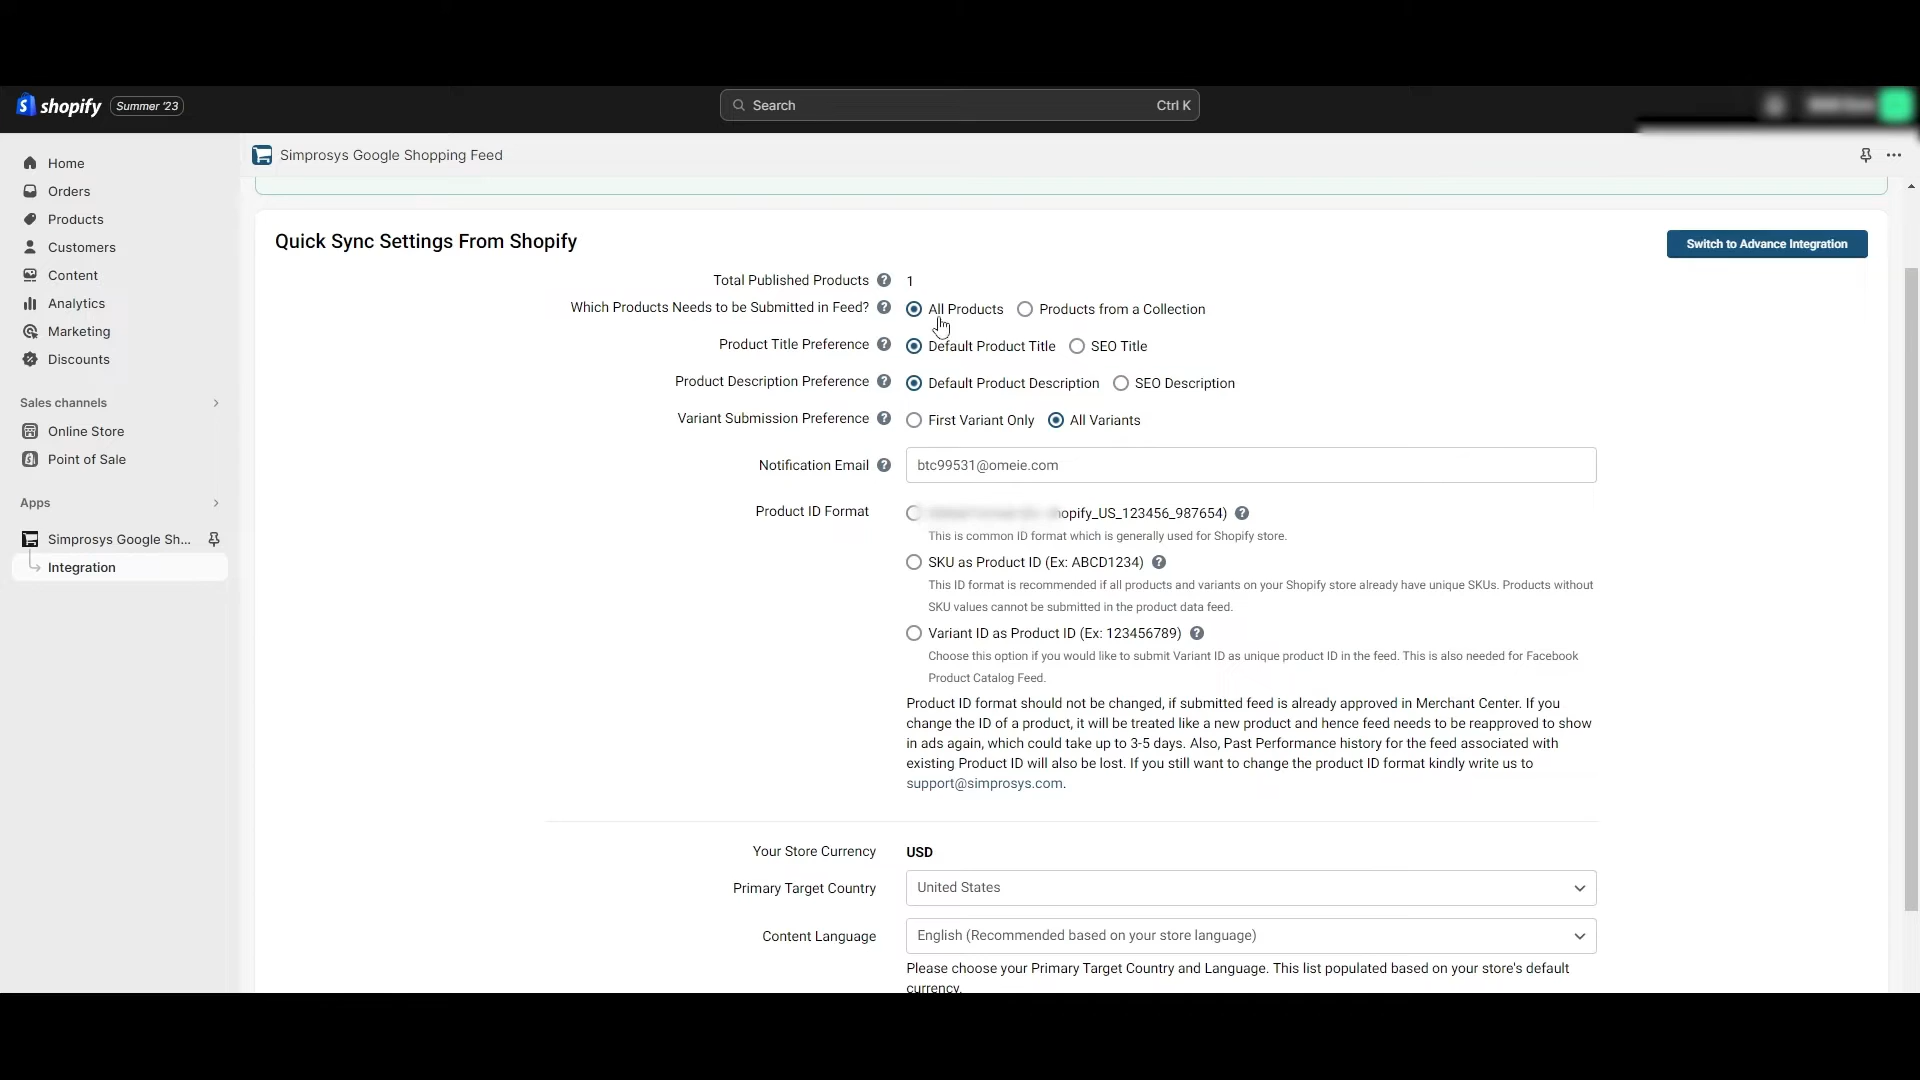 shopify Summer '23
Search Ctrl K
Home
Orders
Products
Customers
Content
Analytics
Marketing
Discounts
Sales channels
Online Store
Point of Sale
Apps
Simprosys Google Sh...
Integration
Simprosys Google Shopping Feed
Quick Sync Settings From Shopify
Switch to Advance Integration
Total Published Products ? 1
Which Products Needs to be Submitted in Feed? ? All Products Products from a Collection
Product Title Preference ? Default Product Title SEO Title
Product Description Preference ? Default Product Description SEO Description
Variant Submission Preference ? First Variant Only All Variants
Notification Email ? btc99531@omeie.com
Product ID Format hopify_US_123456_987654) ?
This is common ID format which is generally used for Shopify store.
SKU as Product ID (Ex: ABCD1234) ?
This ID format is recommended if all products and variants on your Shopify store already have unique SKUs. Products without
SKU values cannot be submitted in the product data feed.
Variant ID as Product ID (Ex: 123456789) ?
Choose this option if you would like to submit Variant ID as unique product ID in the feed. This is also needed for Facebook
Product Catalog Feed.
Product ID format should not be changed, if submitted feed is already approved in Merchant Center. If you
change the ID of a product, it will be treated like a new product and hence feed needs to be reapproved to show
in ads again, which could take up to 3-5 days. Also, Past Performance history for the feed associated with
existing Product ID will also be lost. If you still want to change the product ID format kindly write us to
support@simprosys.com.
Your Store Currency USD
Primary Target Country United States
Content Language English (Recommended based on your store language)
Please choose your Primary Target Country and Language. This list populated based on your store's default
currency.